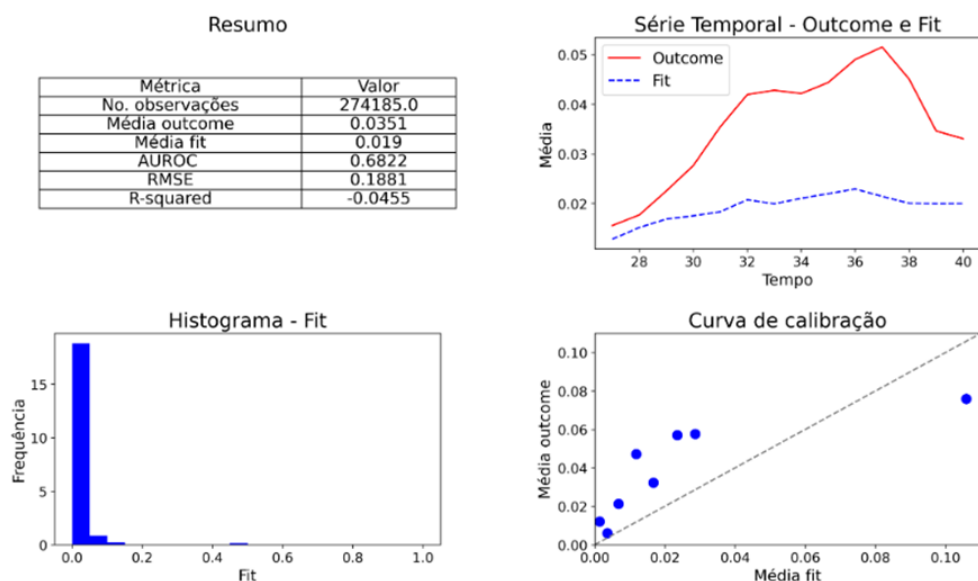 Resumo
Métrica Valor
No. observações 274185.0
Média outcome 0.0351
Média fit 0.019
AUROC 0.6822
RMSE 0.1881
R-squared -0.0455
Série Temporal - Outcome e Fit
Outcome
Fit
Média
0.05
0.04
0.03
0.02
28 30 32 34 36 38 40
Tempo
Histograma - Fit
Frequência
15
10
5
0
0.0 0.2 0.4 0.6 0.8 1.0
Fit
Curva de calibração
Média outcome
0.10
0.08
0.06
0.04
0.02
0.00
0.00 0.02 0.04 0.06 0.08 0.10
Média fit